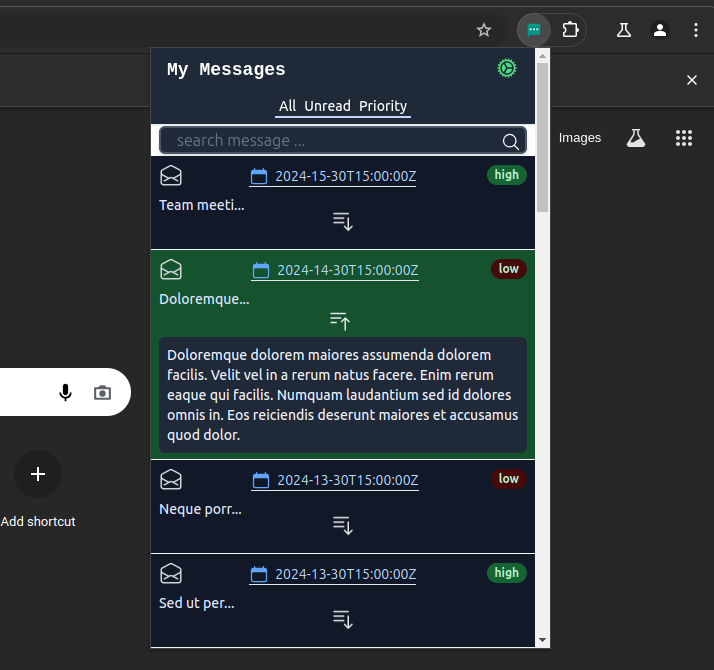 My Messages
All Unread Priority
search message ...
Images
2024-15-30T15:00:00Z
high
Team meeti...
2024-14-30T15:00:00Z
low
Doloremque...
Doloremque dolorem maiores assumenda dolorem
facilis. Velit vel in a rerum natus facere. Enim rerum
eaque qui facilis. Numquam laudantium sed id dolores
omnis in. Eos reiciendis deserunt maiores et accusamus
quod dolor.
2024-13-30T15:00:00Z
low
Neque porr...
Add shortcut
2024-13-30T15:00:00Z
high
Sed ut per...